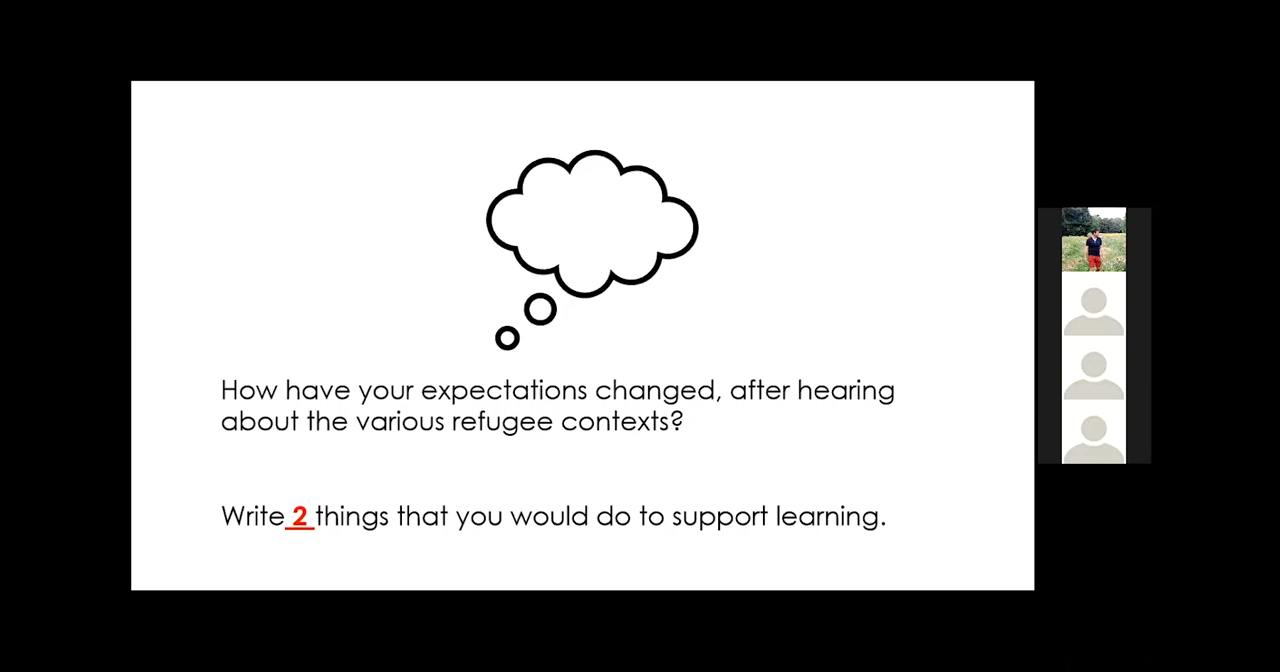 How have your expectations changed, after hearing
about the various refugee contexts?
Write 2 things that you would do to support learning.